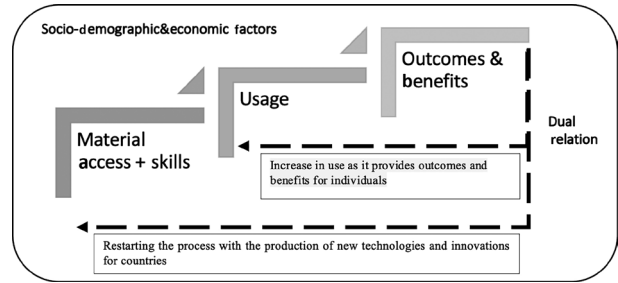 Socio-demographic&economic factors
Outcomes &
benefits
Usage
Material
access + skills
Dual
relation
Increase in use as it provides outcomes and
benefits for individuals
Restarting the process with the production of new technologies and innovations
for countries